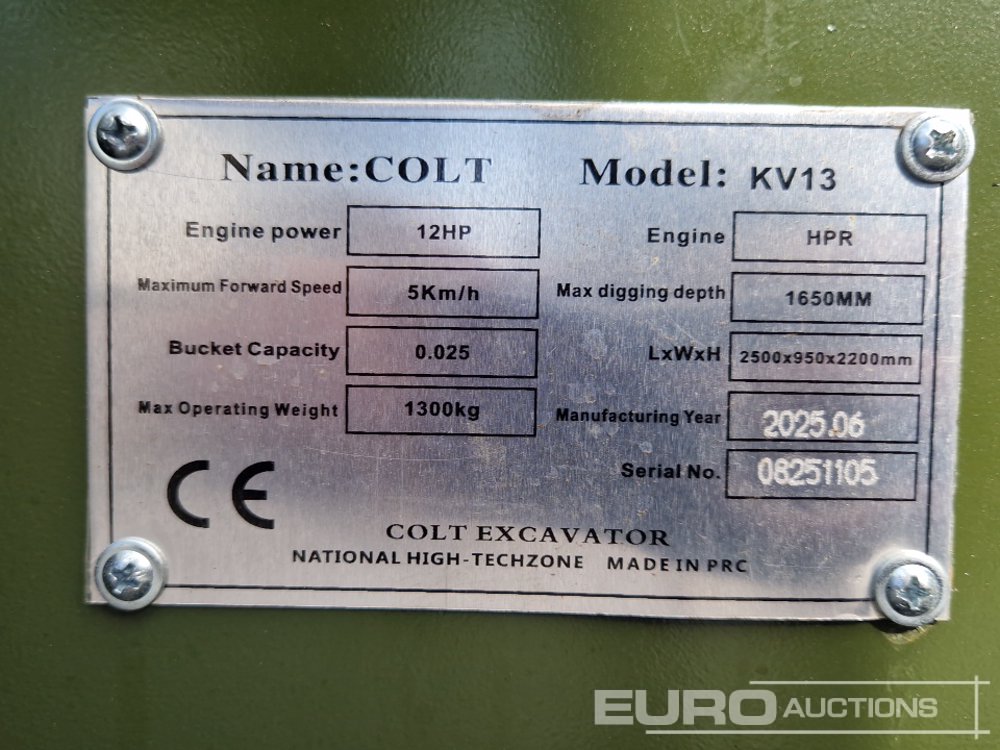 Name:COLT Model: KV13
Engine power 12HP Engine HPR
Maximum Forward Speed 5Km/h Max digging depth 1650MM
Bucket Capacity 0.025 LxWxH 2500x950x2200mm
Max Operating Weight 1300kg Manufacturing Year 2025.06
Serial No. 08251105
CE
COLT EXCAVATOR
NATIONAL HIGH-TECHZONE MADE IN PRC
EURO AUCTIONS